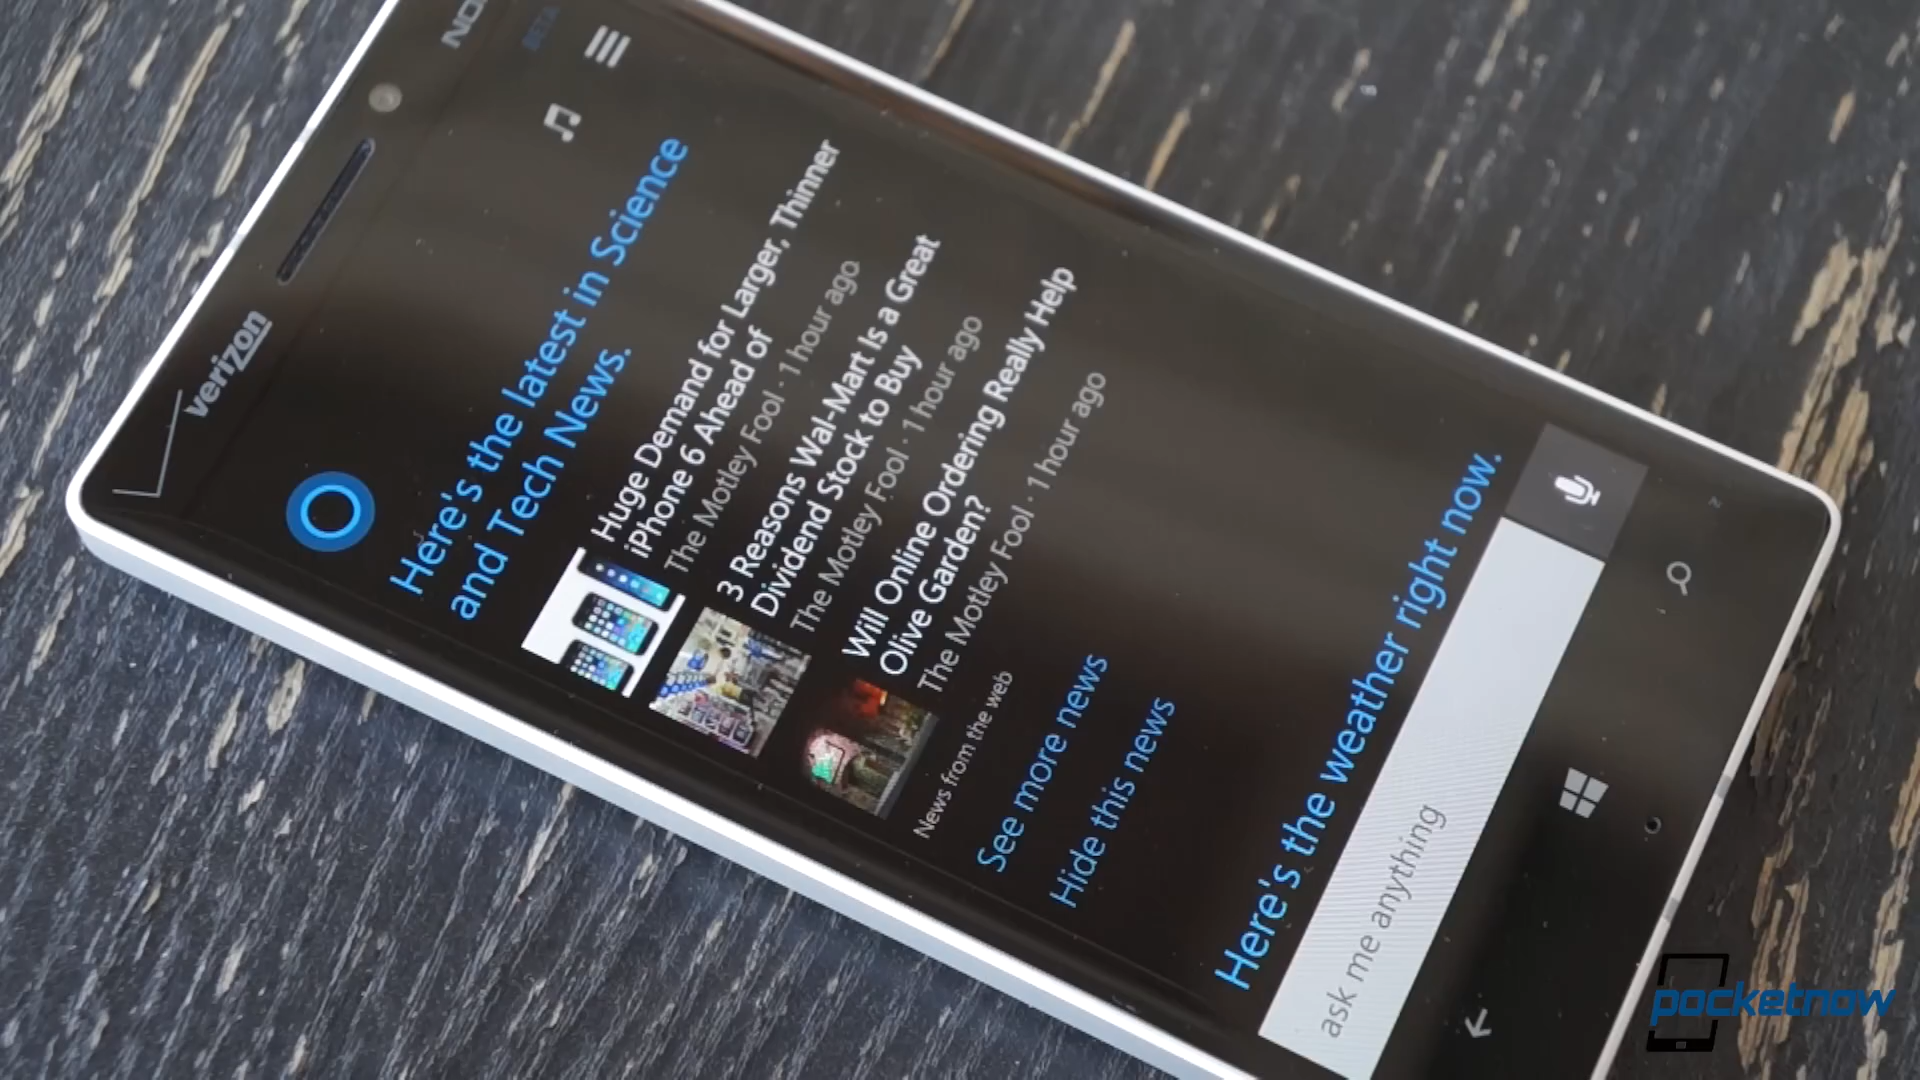 verizon
BETA
Here's the latest in Science
and Tech News.
Huge Demand for Larger, Thinner
iPhone 6 Ahead of
The Motley Fool · 1 hour ago
3 Reasons Wal-Mart Is a Great
Dividend Stock to Buy
The Motley Fool · 1 hour ago
Will Online Ordering Really Help
Olive Garden?
The Motley Fool · 1 hour ago
News from the web
See more news
Hide this news
Here's the weather right now.
ask me anything
pocketnow